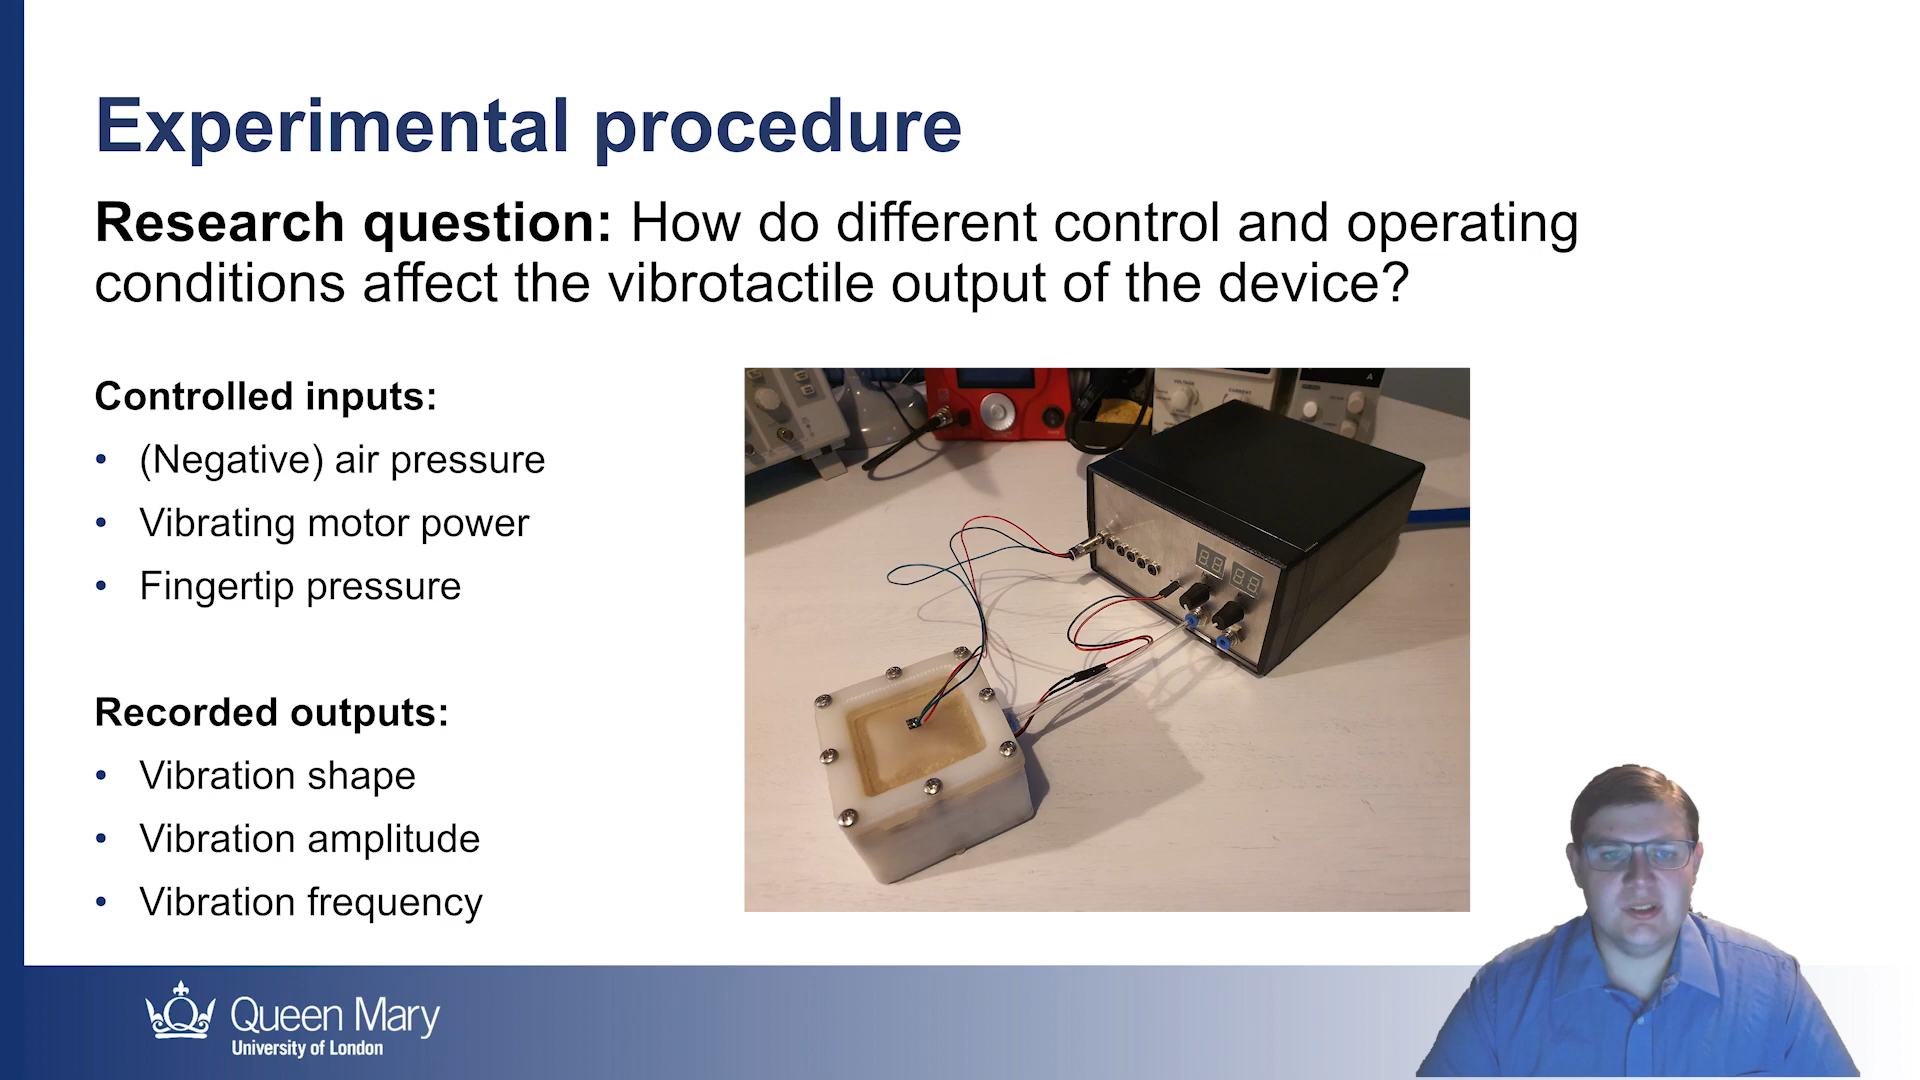 Experimental procedure
Research question: How do different control and operating
conditions affect the vibrotactile output of the device?
Controlled inputs:
• (Negative) air pressure
• Vibrating motor power
• Fingertip pressure
Recorded outputs:
• Vibration shape
• Vibration amplitude
• Vibration frequency
VOLTAGE
CURRENT
A
Queen Mary
University of London